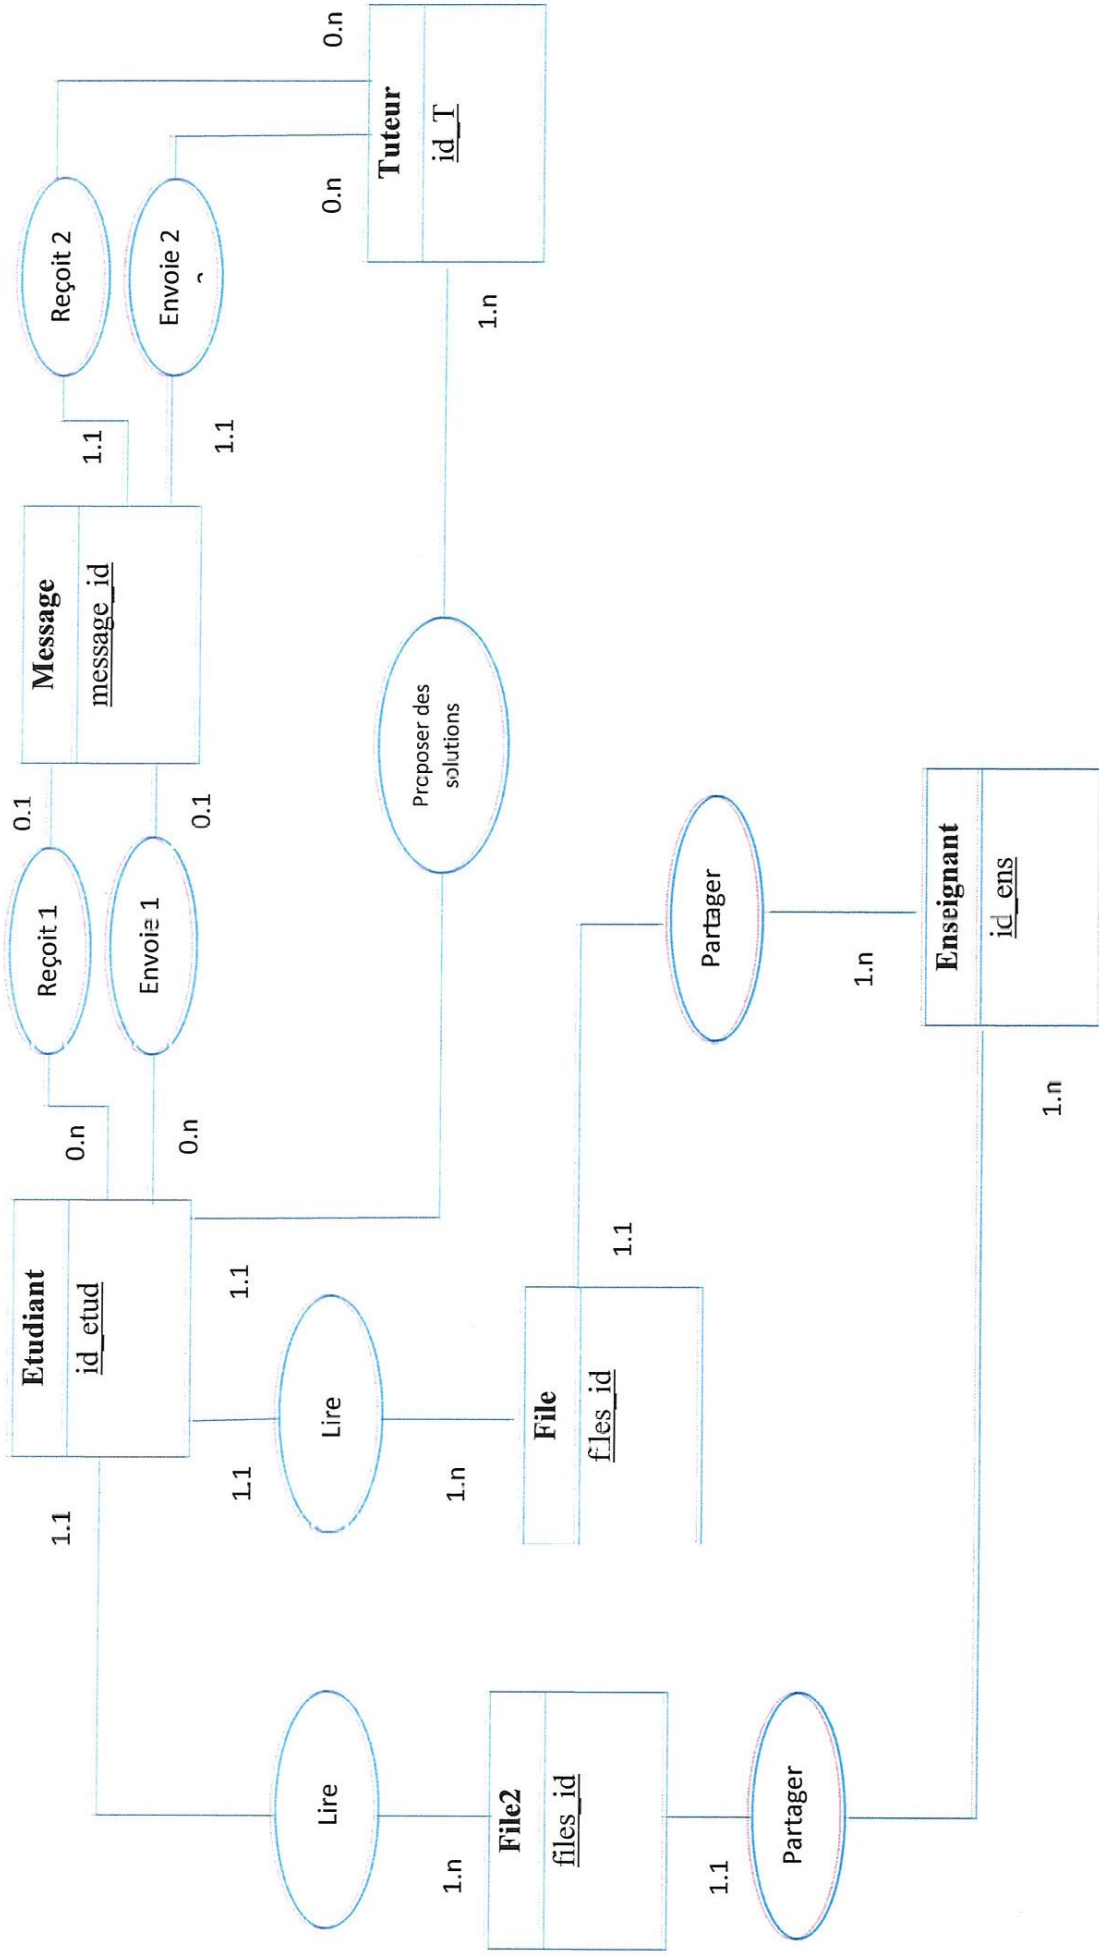 0.n
Reçoit 2
1.1
Message
message_id
0.1
Reçoit 1
0.n
Etudiant
id_etud
1.1
Envoie 2
1.1
0.1
Envoie 1
0.n
0.n
Tuteur
id_T
1.n
Proposer des
solutions
1.1
Lire
1.1
1.n
File
files_id
1.1
Partager
1.n
Enseignant
id_ens
1.n
Lire
1.n
File2
files_id
1.1
Partager